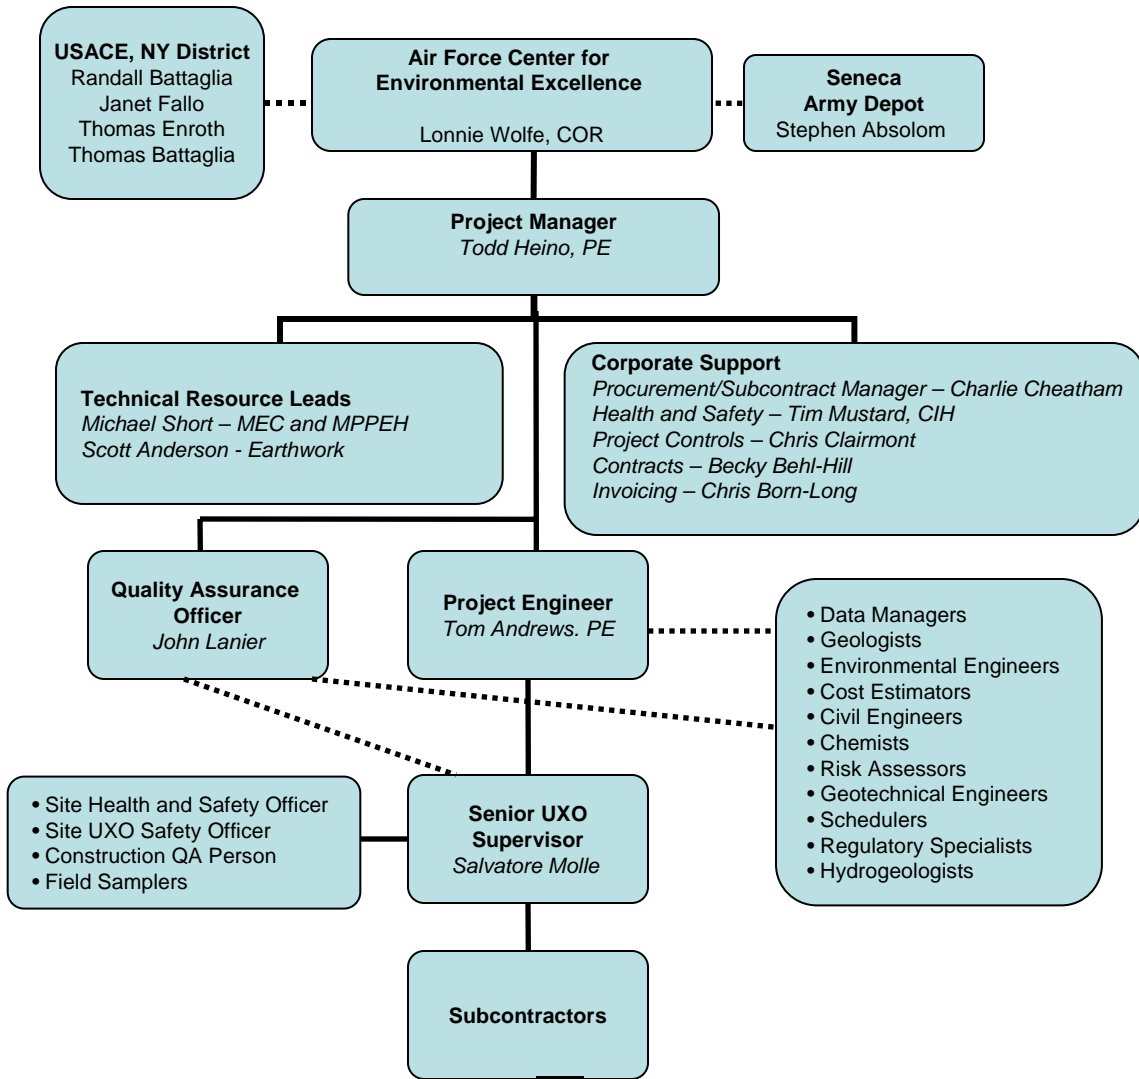 USACE, NY District
Randall Battaglia
Janet Fallo
Thomas Enroth
Thomas Battaglia
Air Force Center for
Environmental Excellence
Lonnie Wolfe, COR
Seneca
Army Depot
Stephen Absolom
Project Manager
Todd Heino, PE
Technical Resource Leads
Michael Short – MEC and MPPEH
Scott Anderson - Earthwork
Corporate Support
Procurement/Subcontract Manager – Charlie Cheatham
Health and Safety – Tim Mustard, CIH
Project Controls – Chris Clairmont
Contracts – Becky Behl-Hill
Invoicing – Chris Born-Long
Quality Assurance
Officer
John Lanier
Project Engineer
Tom Andrews. PE
• Data Managers
• Geologists
• Environmental Engineers
• Cost Estimators
• Civil Engineers
• Chemists
• Risk Assessors
• Geotechnical Engineers
• Schedulers
• Regulatory Specialists
• Hydrogeologists
• Site Health and Safety Officer
• Site UXO Safety Officer
• Construction QA Person
• Field Samplers
Senior UXO
Supervisor
Salvatore Molle
Subcontractors